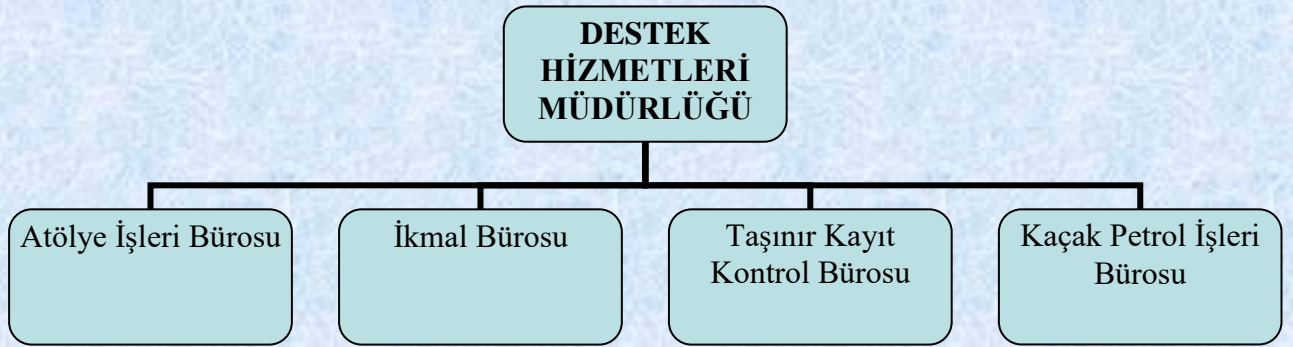 DESTEK
HİZMETLERİ
MÜDÜRLÜĞÜ
Atölye İşleri Bürosu
İkmal Bürosu
Taşınır Kayıt
Kontrol Bürosu
Kaçak Petrol İşleri
Bürosu